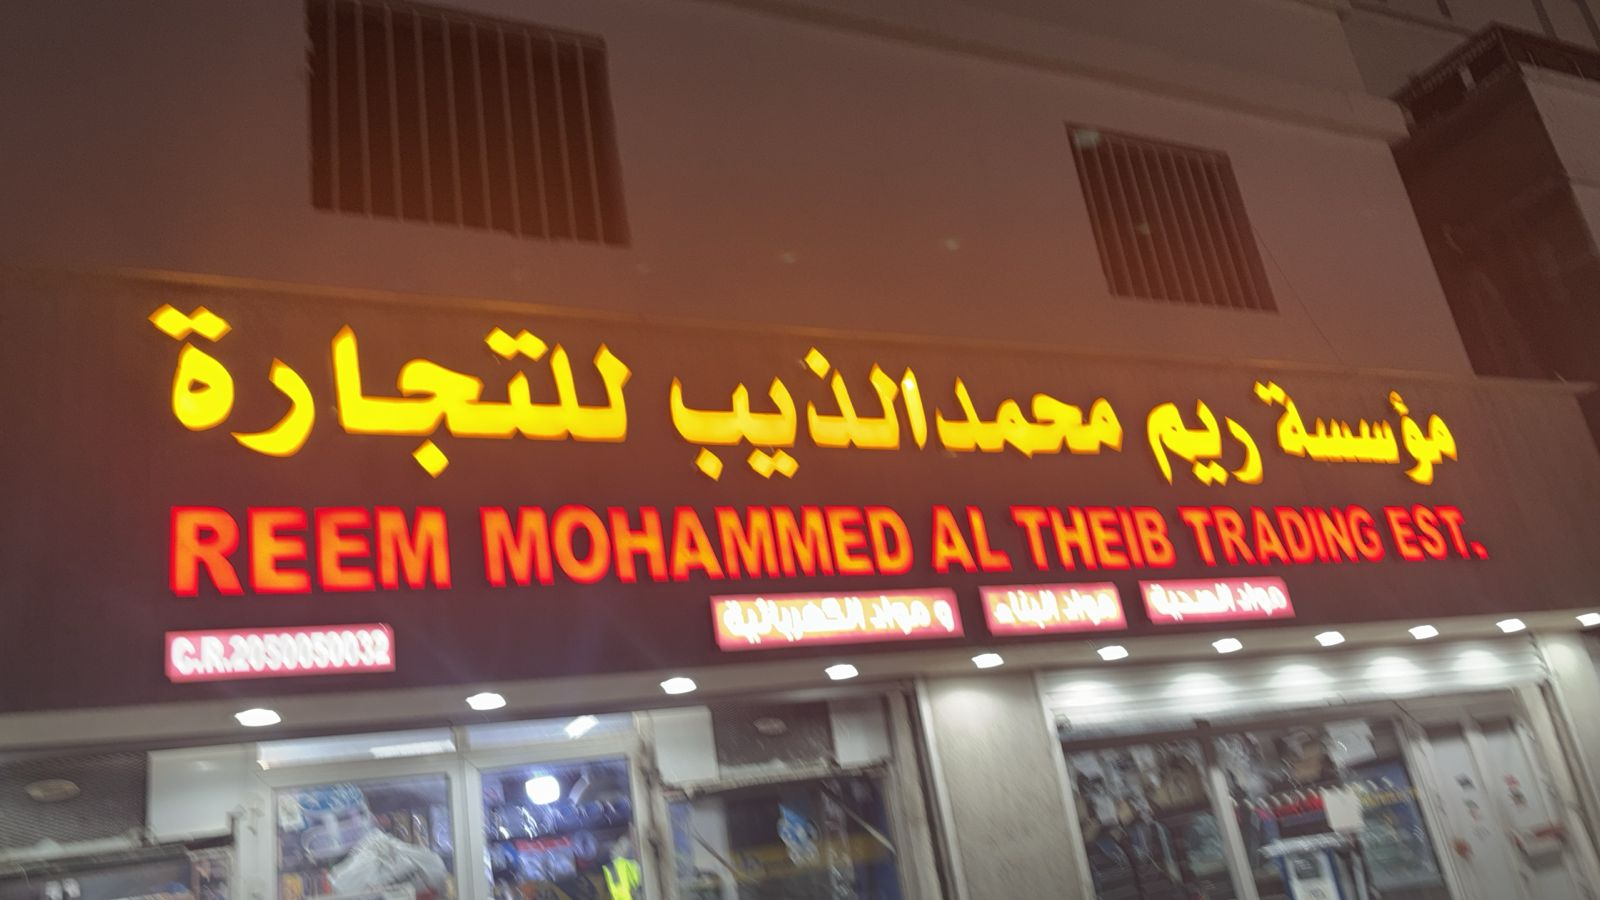 مؤسسة ريم محمد الذيب للتجارة
REEM MOHAMMED AL THEIB TRADING EST.
مواد الصحية مواد البناء و مواد الكهربائية
C.R.2050050032